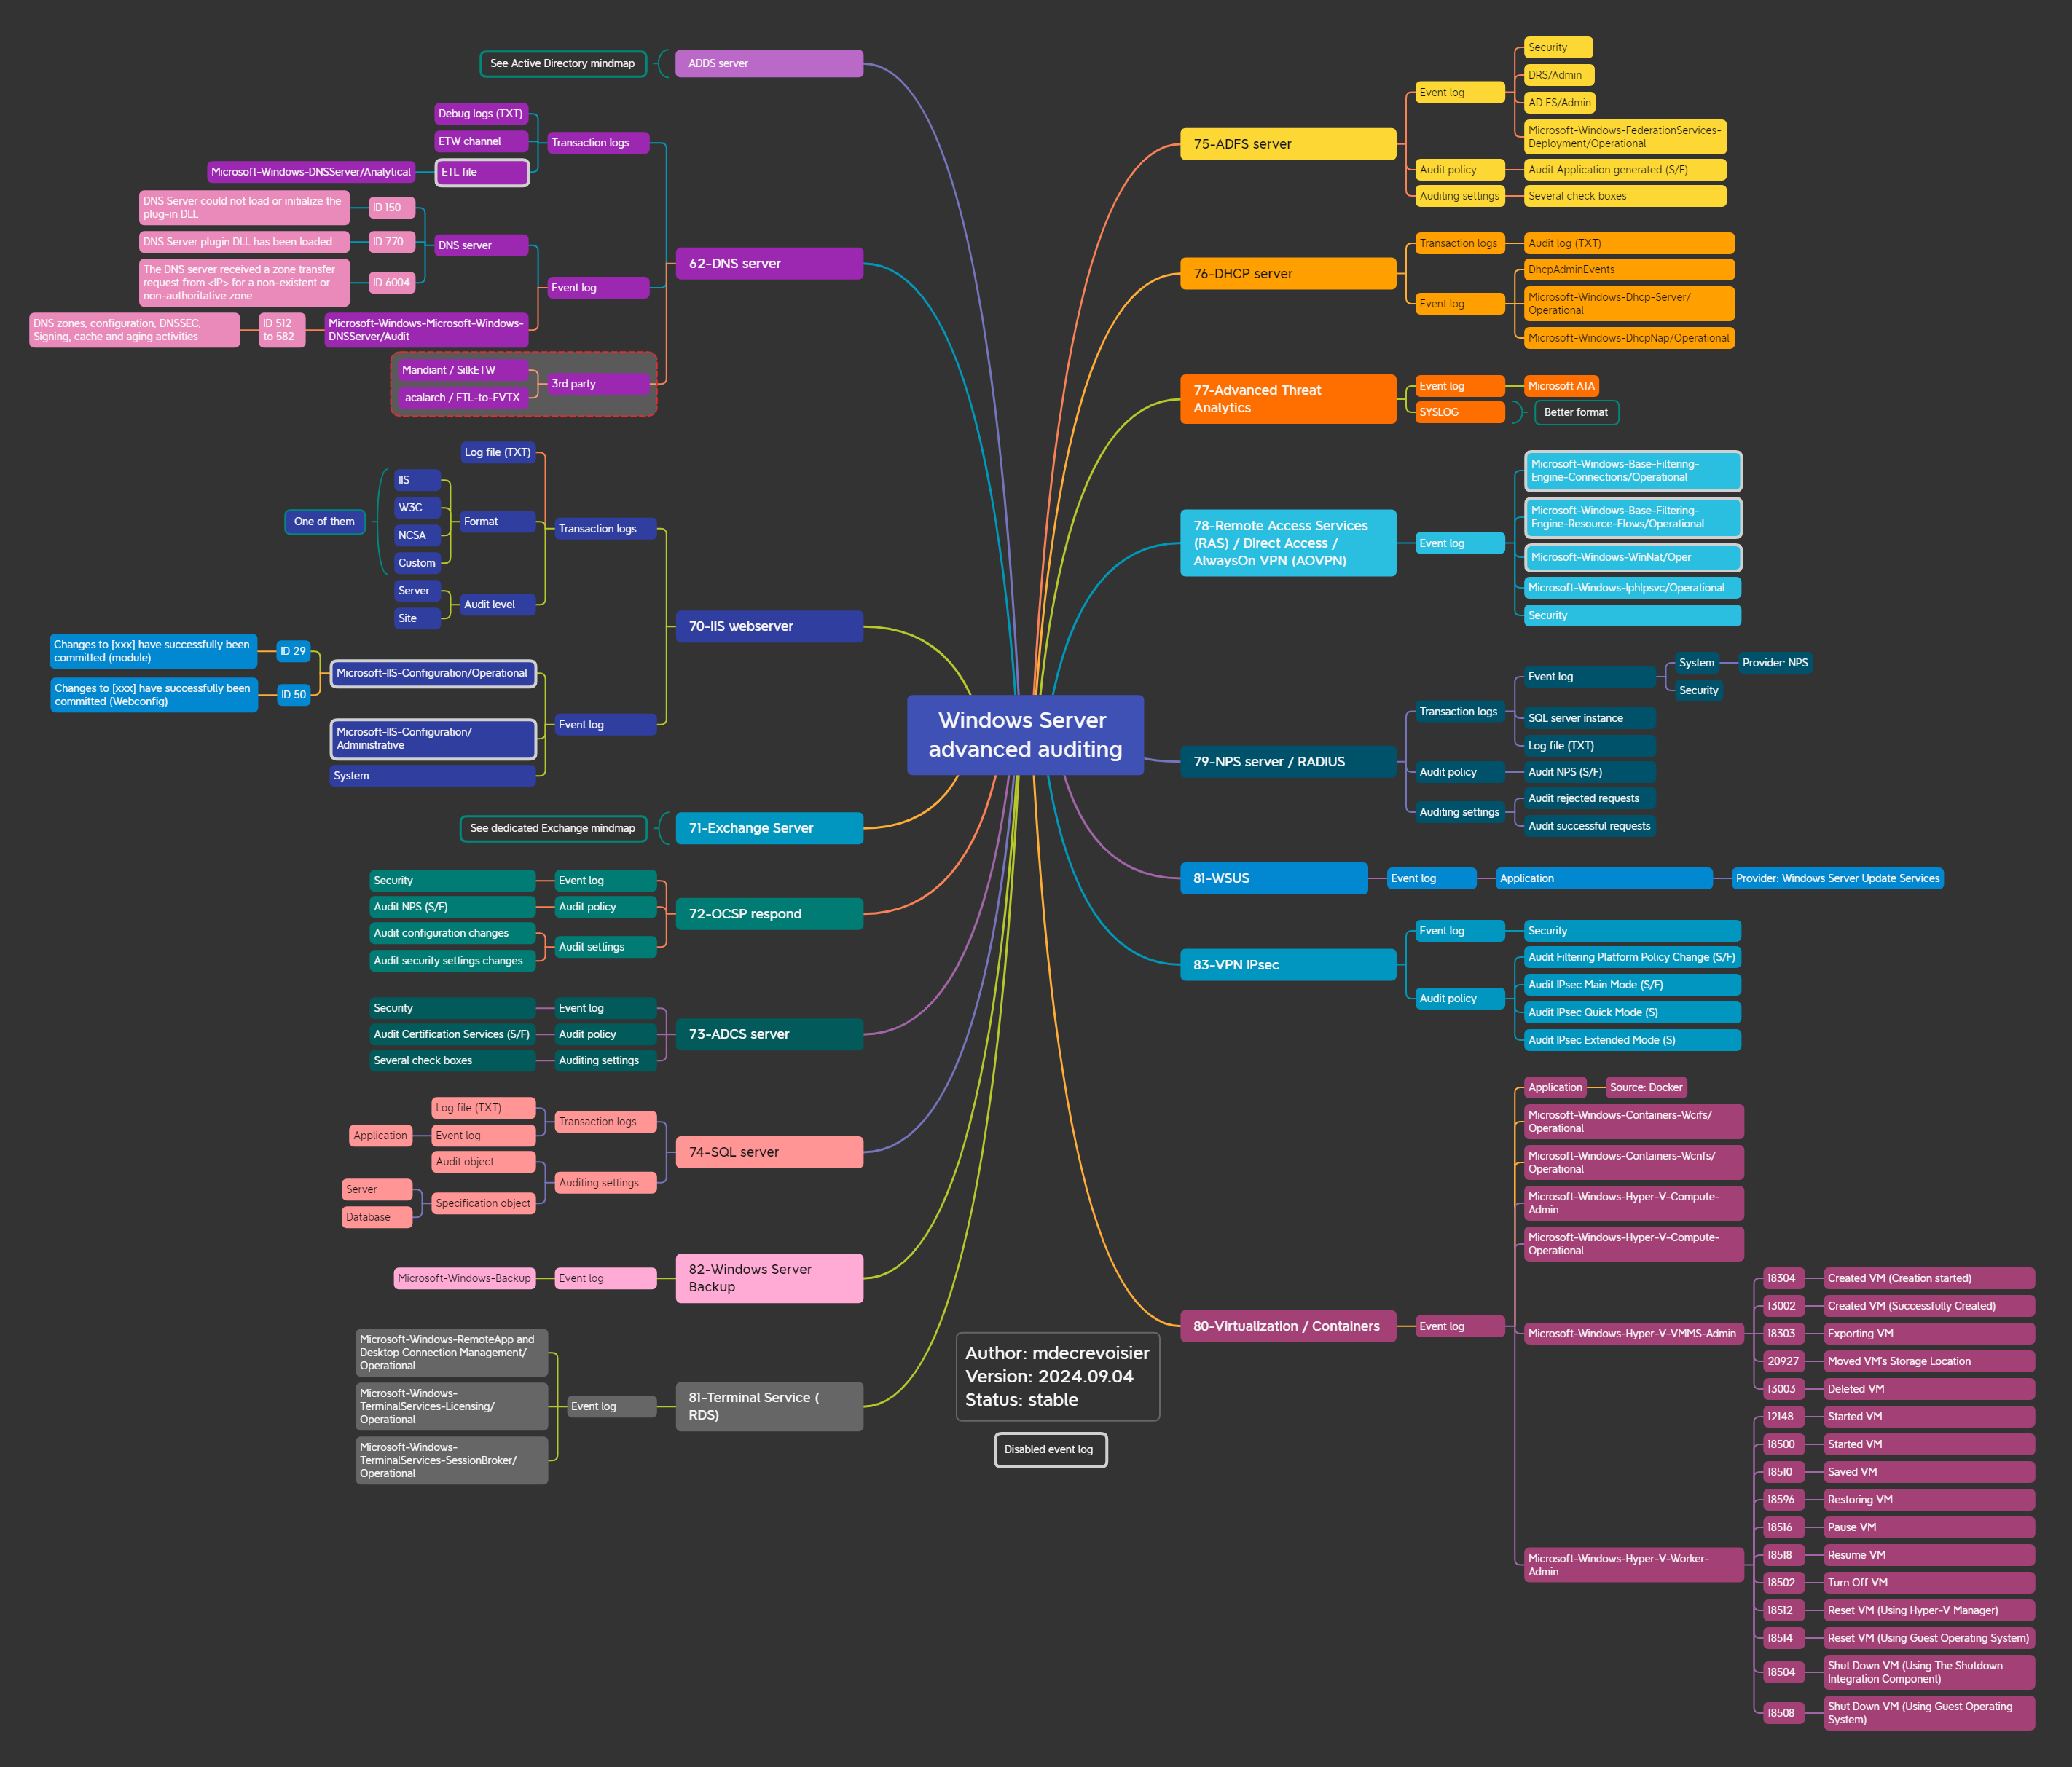 Windows Server
advanced auditing
ADDS server
See Active Directory mindmap
62-DNS server
Transaction logs
Debug logs (TXT)
ETW channel
ETL file
Microsoft-Windows-DNSServer/Analytical
Event log
DNS server
ID 150
DNS Server could not load or initialize the
plug-in DLL
ID 770
DNS Server plugin DLL has been loaded
ID 6004
The DNS server received a zone transfer
request from <IP> for a non-existent or
non-authoritative zone
Microsoft-Windows-Microsoft-Windows-
DNSServer/Audit
ID 512
to 582
DNS zones, configuration, DNSSEC,
Signing, cache and aging activities
3rd party
Mandiant / SilkETW
acalarch / ETL-to-EVTX
70-IIS webserver
Transaction logs
Log file (TXT)
Format
IIS
W3C
NCSA
Custom
One of them
Audit level
Server
Site
Event log
Microsoft-IIS-Configuration/Operational
ID 29
Changes to [xxx] have successfully been
committed (module)
ID 50
Changes to [xxx] have successfully been
committed (Webconfig)
Microsoft-IIS-Configuration/
Administrative
System
71-Exchange Server
See dedicated Exchange mindmap
72-OCSP respond
Event log
Security
Audit policy
Audit NPS (S/F)
Audit settings
Audit configuration changes
Audit security settings changes
73-ADCS server
Event log
Security
Audit policy
Audit Certification Services (S/F)
Auditing settings
Several check boxes
74-SQL server
Transaction logs
Log file (TXT)
Event log
Application
Auditing settings
Audit object
Specification object
Server
Database
82-Windows Server
Backup
Event log
Microsoft-Windows-Backup
81-Terminal Service (
RDS)
Event log
Microsoft-Windows-RemoteApp and
Desktop Connection Management/
Operational
Microsoft-Windows-
TerminalServices-Licensing/
Operational
Microsoft-Windows-
TerminalServices-SessionBroker/
Operational
75-ADFS server
Event log
Security
DRS/Admin
AD FS/Admin
Microsoft-Windows-FederationServices-
Deployment/Operational
Audit policy
Audit Application generated (S/F)
Auditing settings
Several check boxes
76-DHCP server
Transaction logs
Audit log (TXT)
Event log
DhcpAdminEvents
Microsoft-Windows-Dhcp-Server/
Operational
Microsoft-Windows-DhcpNap/Operational
77-Advanced Threat
Analytics
Event log
Microsoft ATA
SYSLOG
Better format
78-Remote Access Services
(RAS) / Direct Access /
AlwaysOn VPN (AOVPN)
Event log
Microsoft-Windows-Base-Filtering-
Engine-Connections/Operational
Microsoft-Windows-Base-Filtering-
Engine-Resource-Flows/Operational
Microsoft-Windows-WinNat/Oper
Microsoft-Windows-Iphlpsvc/Operational
Security
79-NPS server / RADIUS
Transaction logs
Event log
System
Provider: NPS
Security
SQL server instance
Log file (TXT)
Audit policy
Audit NPS (S/F)
Auditing settings
Audit rejected requests
Audit successful requests
81-WSUS
Event log
Application
Provider: Windows Server Update Services
83-VPN IPsec
Event log
Security
Audit policy
Audit Filtering Platform Policy Change (S/F)
Audit IPsec Main Mode (S/F)
Audit IPsec Quick Mode (S)
Audit IPsec Extended Mode (S)
80-Virtualization / Containers
Event log
Application
Source: Docker
Microsoft-Windows-Containers-Wcifs/
Operational
Microsoft-Windows-Containers-Wcnfs/
Operational
Microsoft-Windows-Hyper-V-Compute-
Admin
Microsoft-Windows-Hyper-V-Compute-
Operational
Microsoft-Windows-Hyper-V-VMMS-Admin
18304
Created VM (Creation started)
13002
Created VM (Successfully Created)
18303
Exporting VM
20927
Moved VM's Storage Location
13003
Deleted VM
Microsoft-Windows-Hyper-V-Worker-
Admin
12148
Started VM
18500
Started VM
18510
Saved VM
18596
Restoring VM
18516
Pause VM
18518
Resume VM
18502
Turn Off VM
18512
Reset VM (Using Hyper-V Manager)
18514
Reset VM (Using Guest Operating System)
18504
Shut Down VM (Using The Shutdown
Integration Component)
18508
Shut Down VM (Using Guest Operating
System)
Author: mdecrevoisier
Version: 2024.09.04
Status: stable
Disabled event log